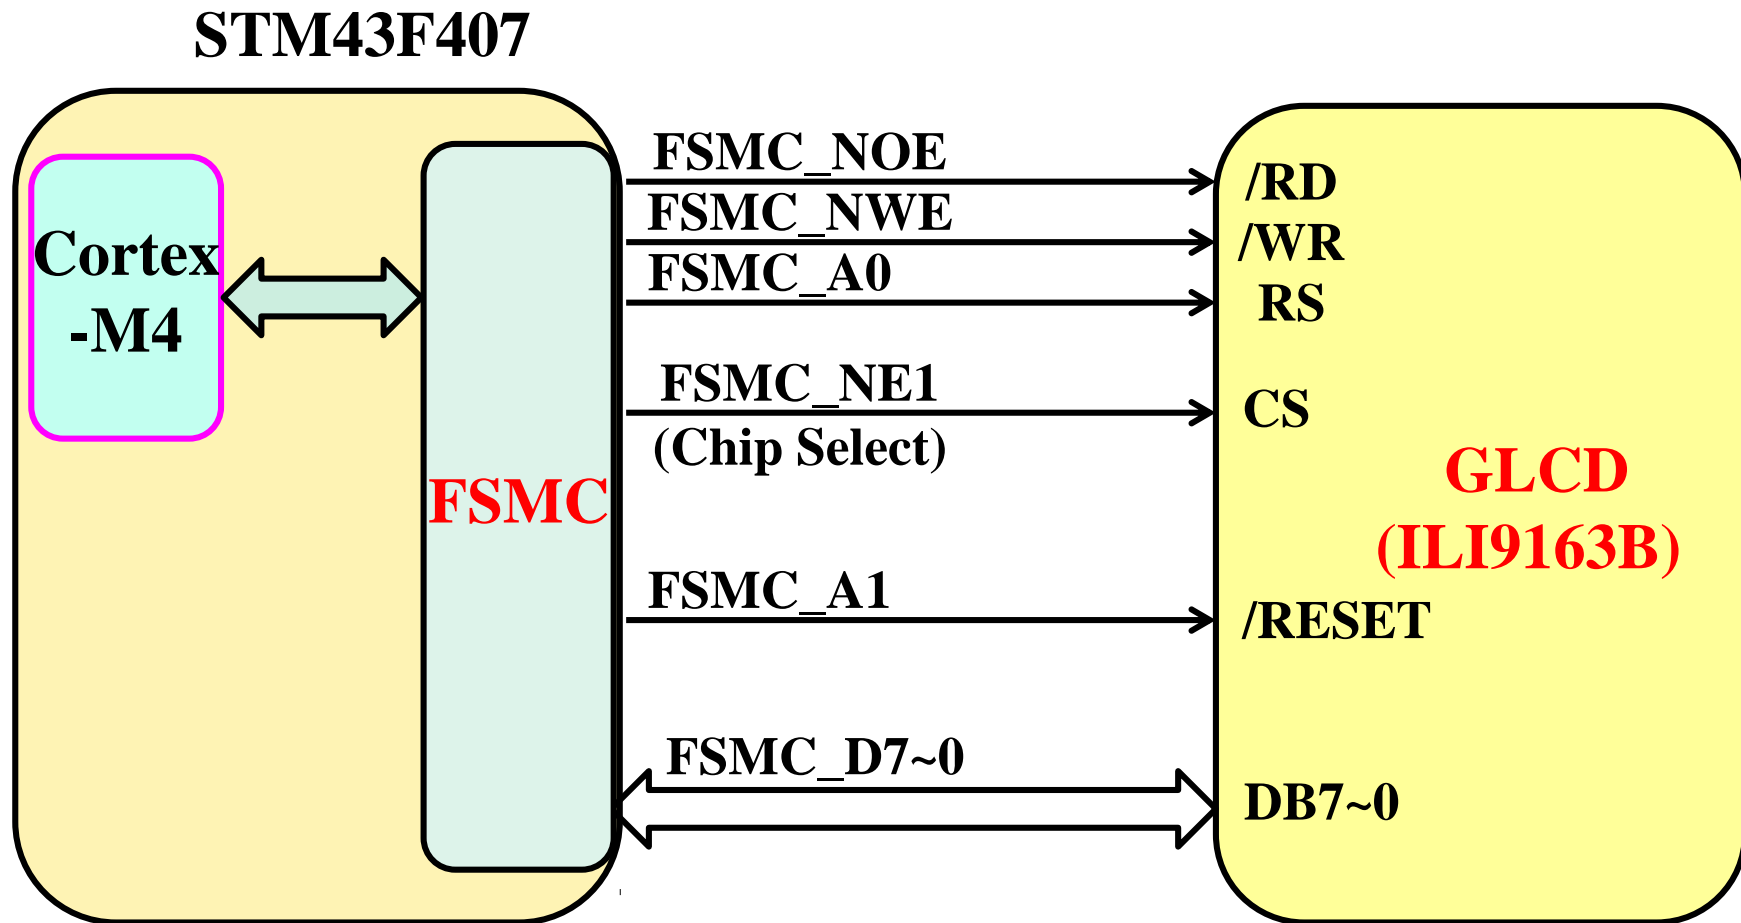 STM43F407
Cortex
-M4
FSMC
FSMC_NOE
FSMC_NWE
FSMC_A0
FSMC_NE1
(Chip Select)
FSMC_A1
FSMC_D7~0
/RD
/WR
RS
CS
GLCD
(ILI9163B)
/RESET
DB7~0